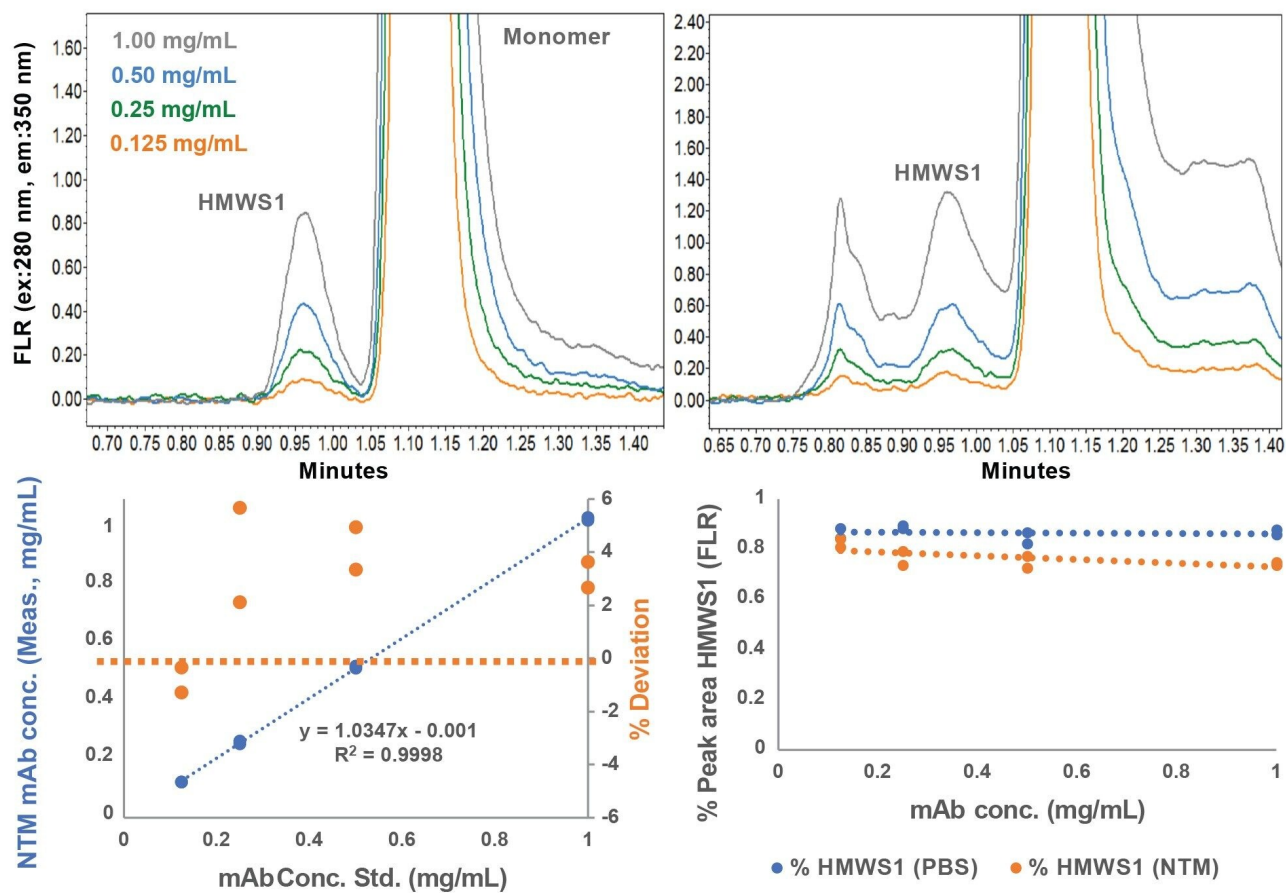 1.60
1.40
1.20
1.00
0.80
0.60
0.40
0.20
0.00
FLR (ex:280 nm, em:350 nm)
1.00 mg/mL
0.50 mg/mL
0.25 mg/mL
0.125 mg/mL
HMWS1
Monomer
0.70 0.75 0.80 0.85 0.90 0.95 1.00 1.05 1.10 1.15 1.20 1.25 1.30 1.35 1.40
Minutes
2.40
2.20
2.00
1.80
1.60
1.40
1.20
1.00
0.80
0.60
0.40
0.20
0.00
HMWS1
0.65 0.70 0.75 0.80 0.85 0.90 0.95 1.00 1.05 1.10 1.15 1.20 1.25 1.30 1.35 1.40
Minutes
NTM mAb conc. (Meas., mg/mL)
1
0.8
0.6
0.4
0.2
0
y = 1.0347x - 0.001
R² = 0.9998
6
4
2
0
-2
-4
-6
% Deviation
0 0.2 0.4 0.6 0.8 1
mAb Conc. Std. (mg/mL)
% Peak area HMWS1 (FLR)
1
0.8
0.6
0.4
0.2
0
0 0.2 0.4 0.6 0.8 1
mAb conc. (mg/mL)
% HMWS1 (PBS) % HMWS1 (NTM)